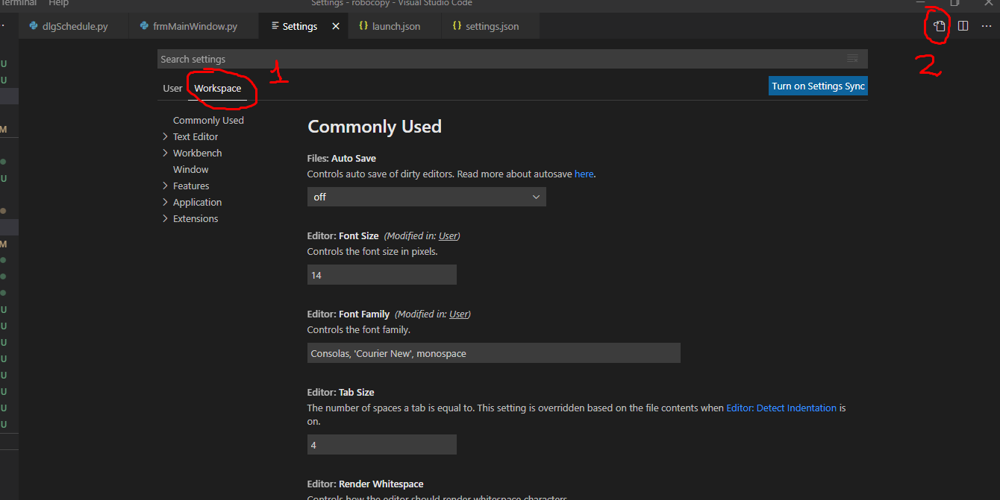 Terminal Help Settings - robocopy - Visual Studio Code
dlgSchedule.py frmMainWindow.py Settings launch.json settings.json
Search settings
1
2
User Workspace Turn on Settings Sync
Commonly Used
Text Editor
Workbench
Window
Features
Application
Extensions
Commonly Used
Files: Auto Save
Controls auto save of dirty editors. Read more about autosave here.
off
Editor: Font Size (Modified in: User)
Controls the font size in pixels.
14
Editor: Font Family (Modified in: User)
Controls the font family.
Consolas, 'Courier New', monospace
Editor: Tab Size
The number of spaces a tab is equal to. This setting is overridden based on the file contents when Editor: Detect Indentation is
on.
4
Editor: Render Whitespace
Controls how the editor should render whitespace characters.
U
U
M
U
M
U
U
U
U
U
U
U
U